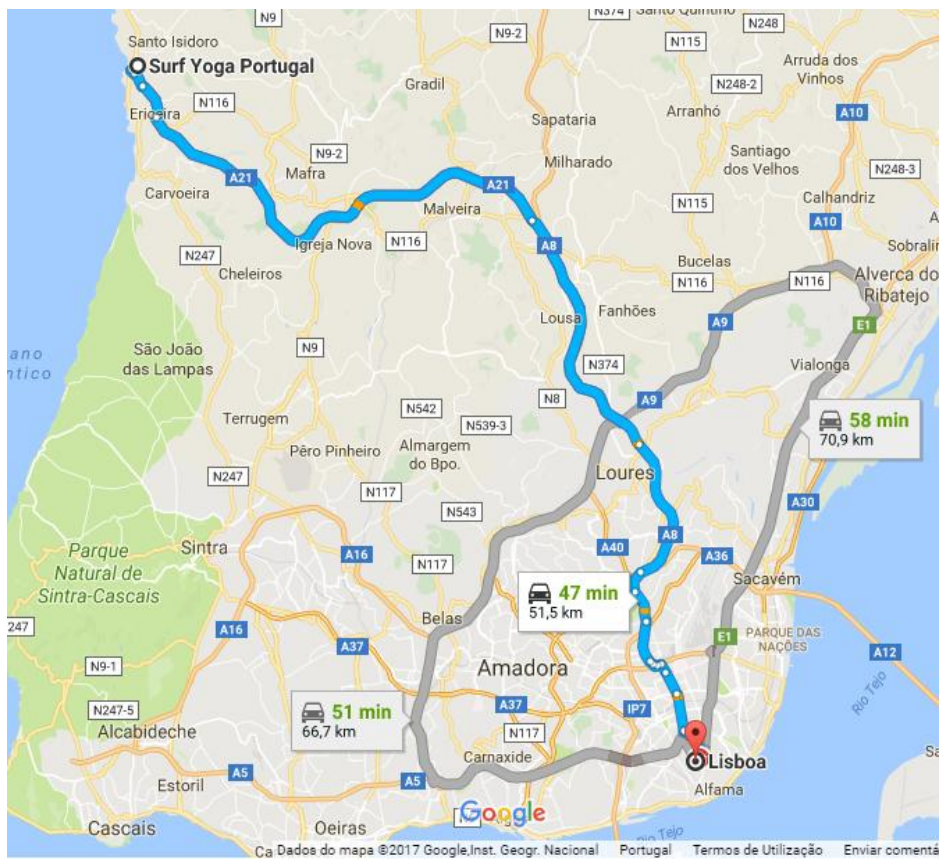 N9
N374
Santo Quintino
N9-2
N248
N115
Santo Isidoro
Surf Yoga Portugal
Arruda dos
Vinhos
Gradil
N248-2
N116
Ericeira
Arranhó
A10
Sapataria
N9-2
Mafra
Milharado
Santiago
dos Velhos
N248-3
A21
A21
Carvoeira
Malveira
N115
Calhandriz
A10
Igreja Nova
N116
A8
N247
Cheleiros
Bucelas
N116
N116
Sobralin
Alverca do
Ribatejo
Fanhões
Lousa
A9
E1
ano
ntico
São João
das Lampas
N9
N374
Vialonga
N542
N8
A9
Terrugem
N539-3
58 min
70,9 km
Pêro Pinheiro
Almargem
do Bpo.
Loures
N247
N117
A30
N543
A8
Parque
Natural de
Sintra-Cascais
Sintra
A16
A40
A36
N117
47 min
51,5 km
Sacavém
247
A16
Belas
A37
PARQUE DAS
NAÇÕES
E1
N9-1
Amadora
A12
Rio Tejo
51 min
66,7 km
A37
IP7
N247-5
N117
Alcabideche
Carnaxide
Lisboa
A5
Estoril
A5
Alfama
Google
Cascais
Oeiras
Rio Tejo
Dados do mapa ©2017 Google,Inst. Geogr. Nacional Portugal Termos de Utilização Enviar comentá